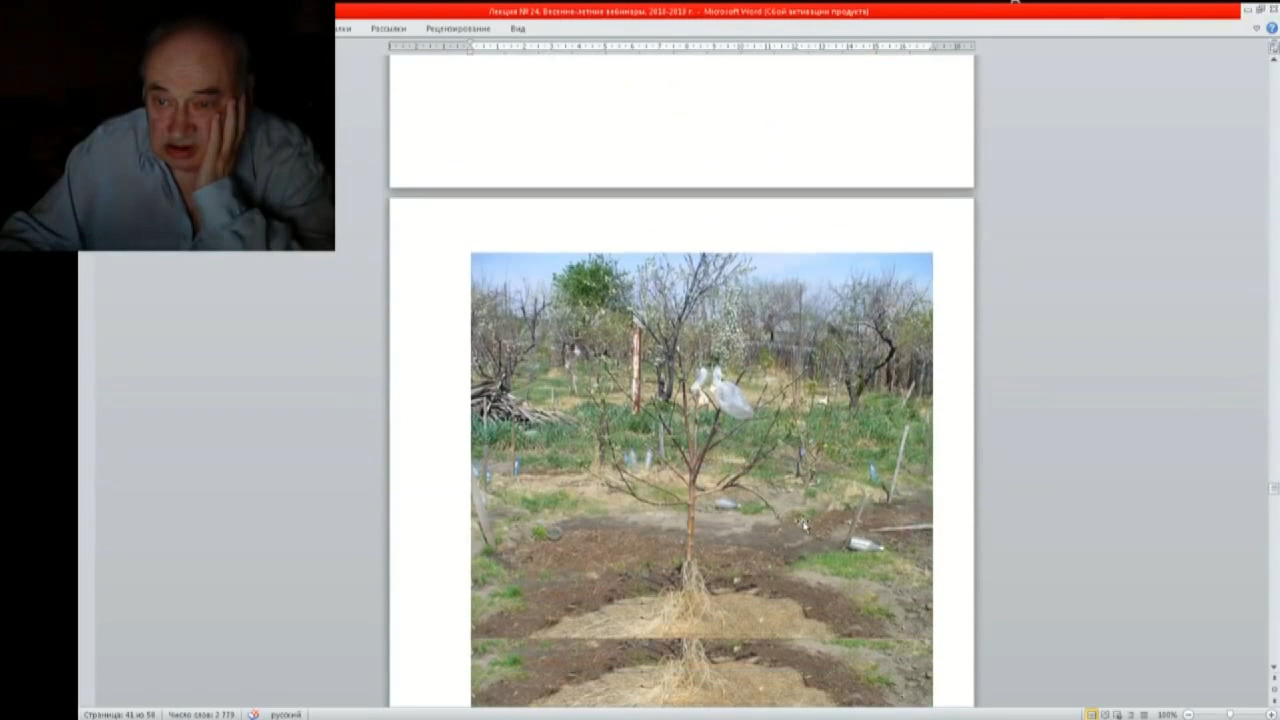 Лекция № 24. Весенне-летние вебинары, 2018-2019 г. - Microsoft Word (Сбой активации продукта)
Рассылки
Рецензирование
Вид
Страница: 41 из 58
Число слов: 2 779
русский
100%